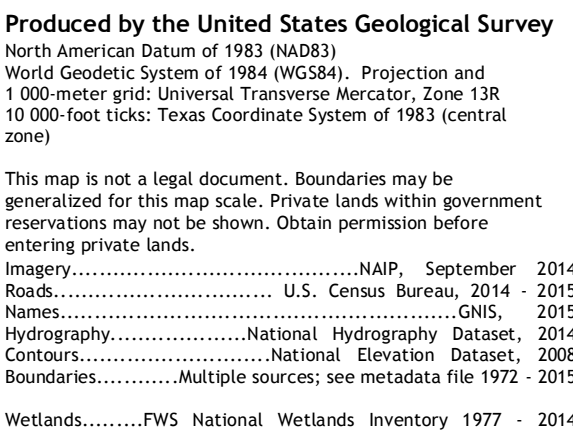 Produced by the United States Geological Survey
North American Datum of 1983 (NAD83)
World Geodetic System of 1984 (WGS84). Projection and
1 000-meter grid: Universal Transverse Mercator, Zone 13R
10 000-foot ticks: Texas Coordinate System of 1983 (central
zone)
This map is not a legal document. Boundaries may be
generalized for this map scale. Private lands within government
reservations may not be shown. Obtain permission before
entering private lands.
Imagery......................................NAIP, September 2014
Roads............................. U.S. Census Bureau, 2014 - 2015
Names.................................................GNIS, 2015
Hydrography..................National Hydrography Dataset, 2014
Contours.........................National Elevation Dataset, 2008
Boundaries............Multiple sources; see metadata file 1972 - 2015
Wetlands.........FWS National Wetlands Inventory 1977 - 2014